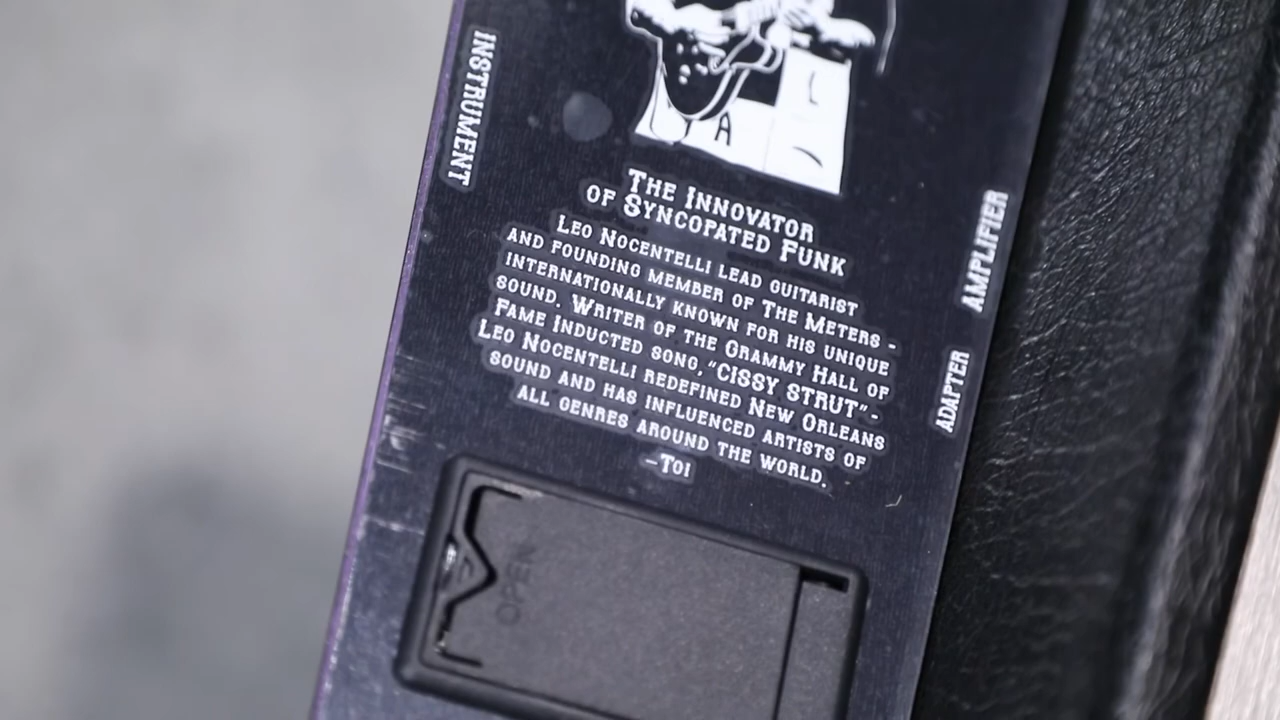 INSTRUMENT
L
A
THE INNOVATOR
OF SYNCOPATED FUNK
LEO NOCENTELLI LEAD GUITARIST
AND FOUNDING MEMBER OF THE METERS -
INTERNATIONALLY KNOWN FOR HIS UNIQUE
SOUND. WRITER OF THE GRAMMY HALL OF
FAME INDUCTED SONG, "CISSY STRUT" -
LEO NOCENTELLI REDEFINED NEW ORLEANS
SOUND AND HAS INFLUENCED ARTISTS OF
ALL GENRES AROUND THE WORLD.
-TOI
AMPLIFIER
ADAPTER
OPEN